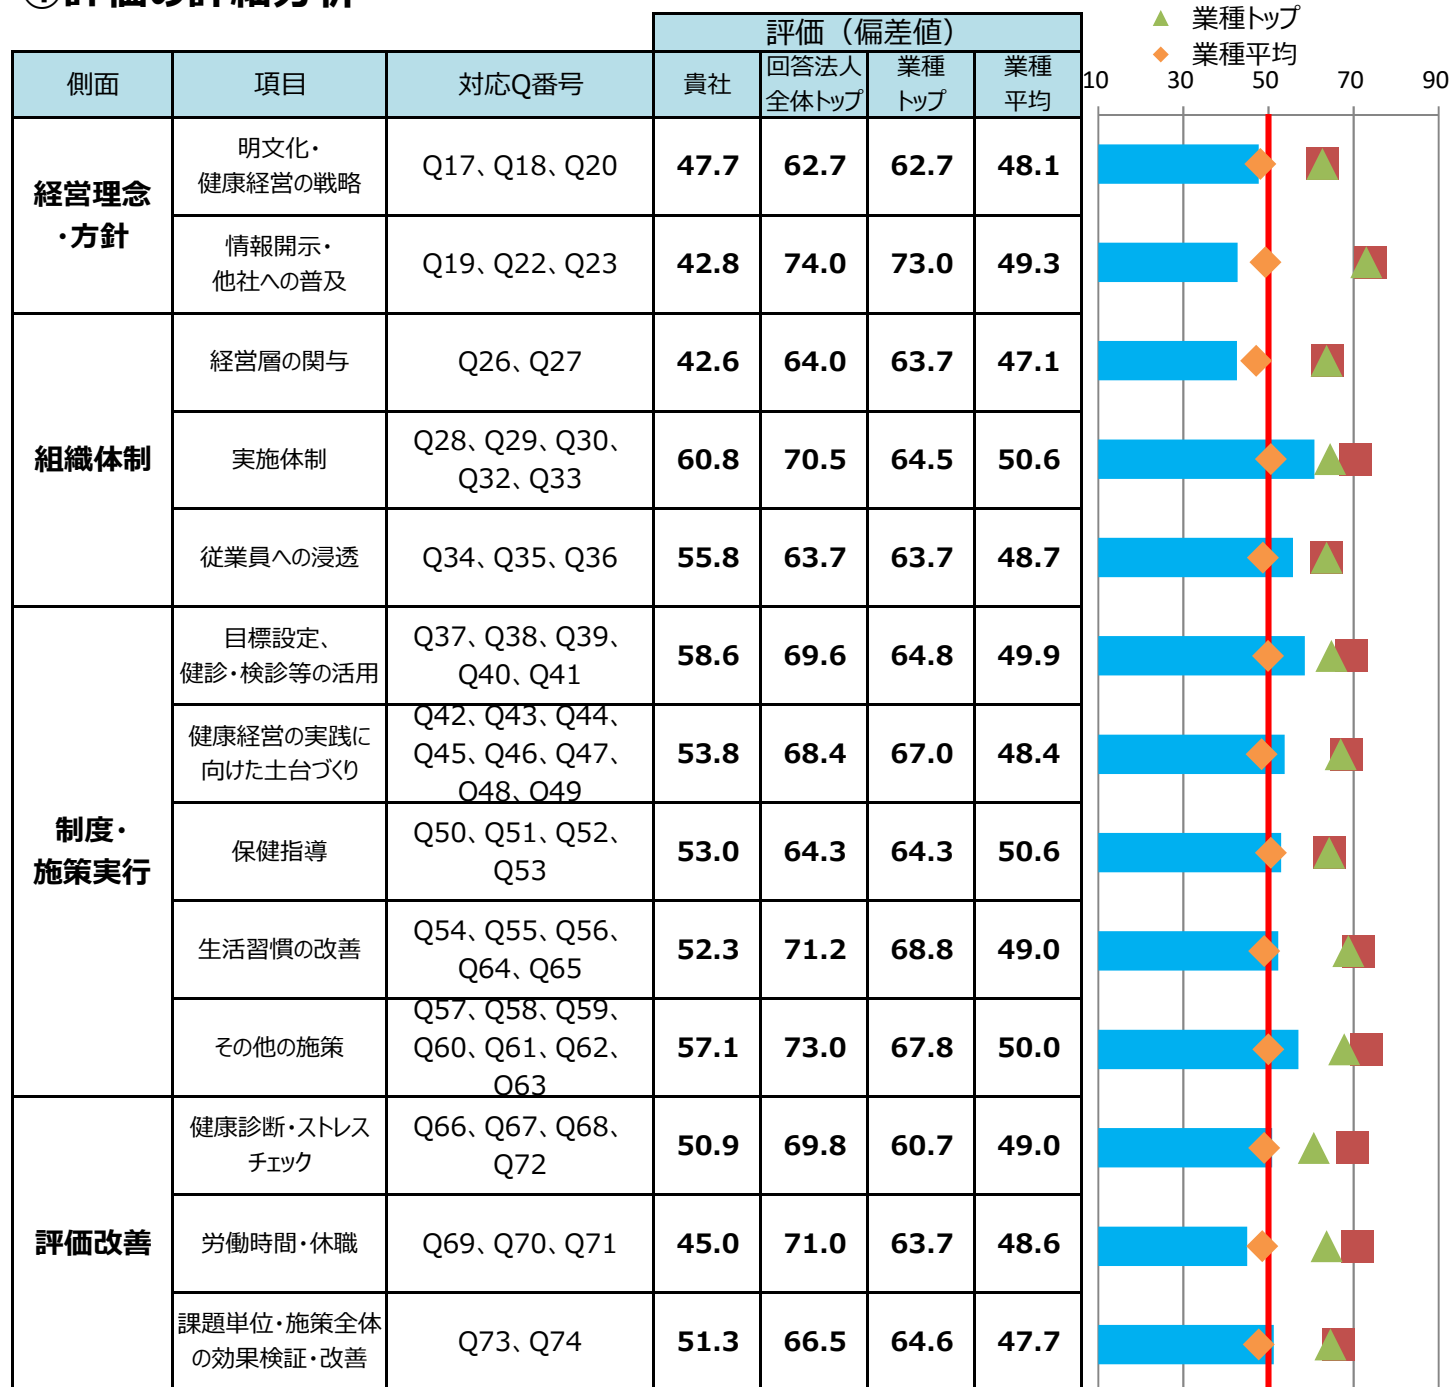 ①評価の詳細分析
▲ 業種トップ
◆ 業種平均
評価（偏差値）
側面 項目 対応Q番号 貴社 回答法人 業種 業種
全体トップ トップ 平均
10 30 50 70 90
経営理念
・方針
明文化・
健康経営の戦略
Q17、Q18、Q20 47.7 62.7 62.7 48.1
情報開示・
他社への普及
Q19、Q22、Q23 42.8 74.0 73.0 49.3
組織体制
経営層の関与 Q26、Q27 42.6 64.0 63.7 47.1
実施体制
Q28、Q29、Q30、
Q32、Q33
60.8 70.5 64.5 50.6
従業員への浸透 Q34、Q35、Q36 55.8 63.7 63.7 48.7
制度・
施策実行
目標設定、
健診・検診等の活用
Q37、Q38、Q39、
Q40、Q41
58.6 69.6 64.8 49.9
健康経営の実践に
向けた土台づくり
Q42、Q43、Q44、
Q45、Q46、Q47、
Q48、Q49
53.8 68.4 67.0 48.4
保健指導
Q50、Q51、Q52、
Q53
53.0 64.3 64.3 50.6
生活習慣の改善
Q54、Q55、Q56、
Q64、Q65
52.3 71.2 68.8 49.0
その他の施策
Q57、Q58、Q59、
Q60、Q61、Q62、
Q63
57.1 73.0 67.8 50.0
評価改善
健康診断・ストレス
チェック
Q66、Q67、Q68、
Q72
50.9 69.8 60.7 49.0
労働時間・休職 Q69、Q70、Q71 45.0 71.0 63.7 48.6
課題単位・施策全体
の効果検証・改善
Q73、Q74 51.3 66.5 64.6 47.7